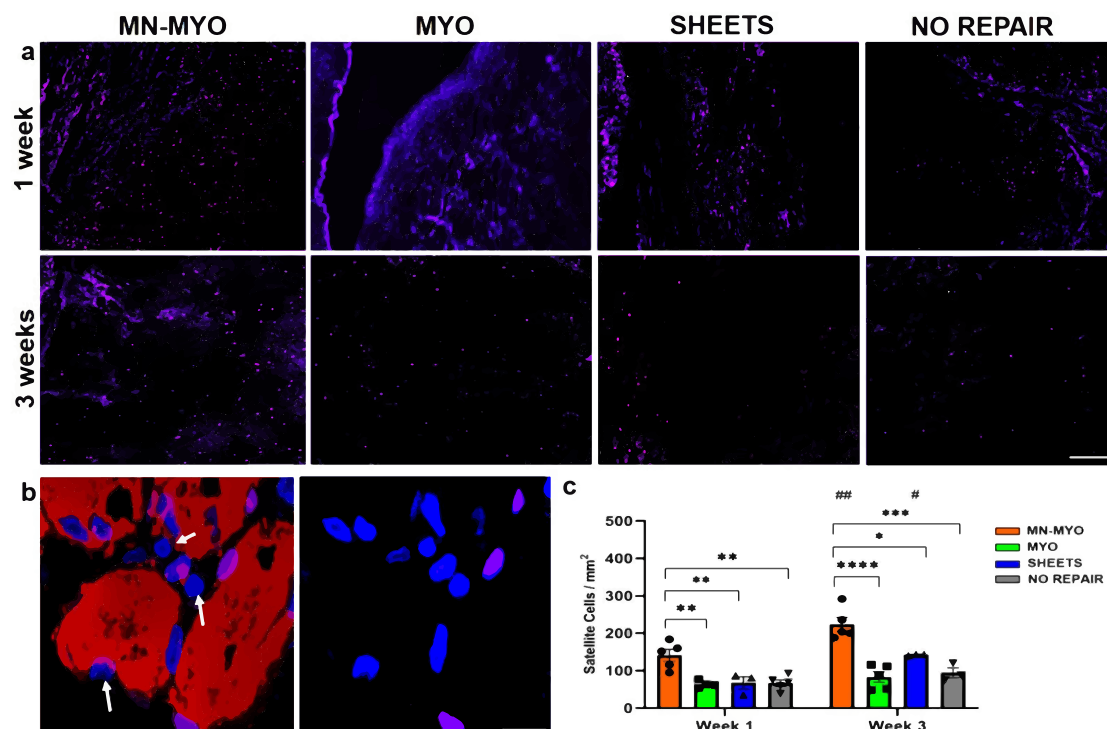 MN-MYO MYO SHEETS NO REPAIR
a
1 week
3 weeks
b
c
## #
***
*
****
**
**
**
500
400
300
200
100
0
Satellite Cells / mm²
Week 1 Week 3
MN-MYO
MYO
SHEETS
NO REPAIR